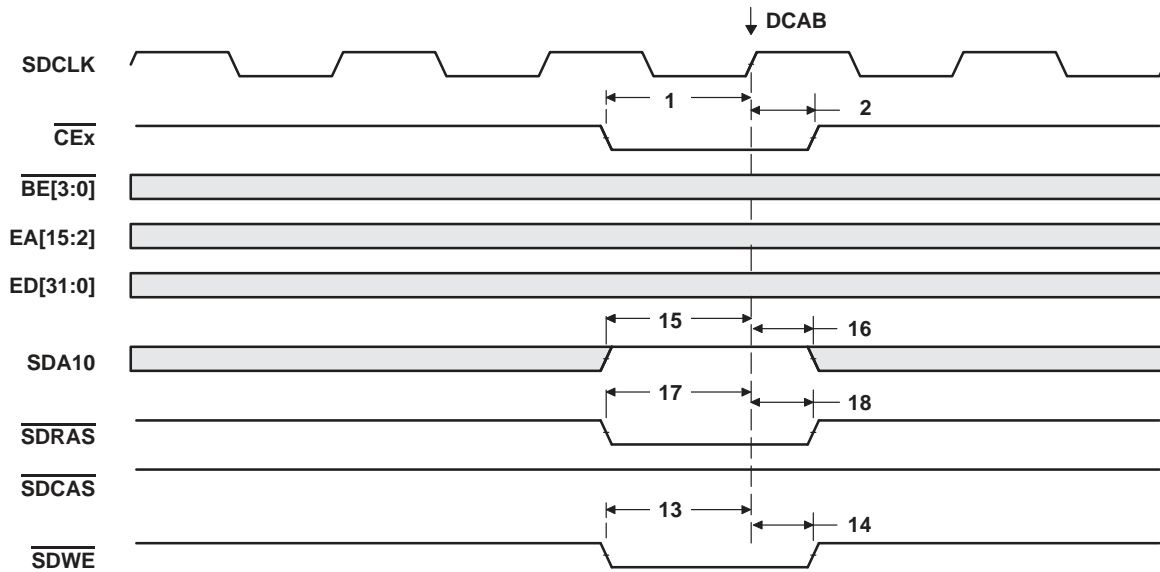 DCAB
SDCLK
1
2
CEx
BE[3:0]
EA[15:2]
ED[31:0]
15
16
SDA10
17
18
SDRAS
SDCAS
13
14
SDWE